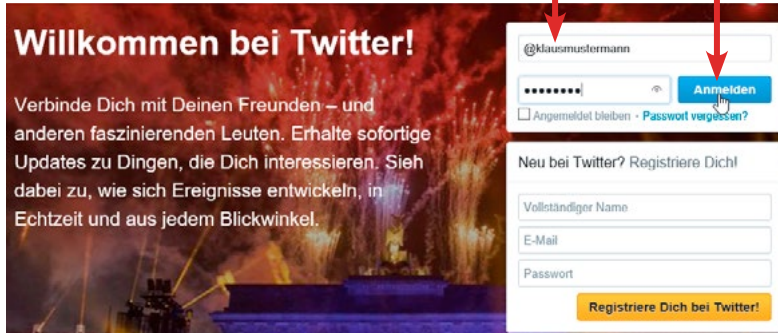 Willkommen bei Twitter!
Verbinde Dich mit Deinen Freunden – und
anderen faszinierenden Leuten. Erhalte sofortige
Updates zu Dingen, die Dich interessieren. Sieh
dabei zu, wie sich Ereignisse entwickeln, in
Echtzeit und aus jedem Blickwinkel.
@klausmustermann
•••••••• Anmelden
Angemeldet bleiben · Passwort vergessen?
Neu bei Twitter? Registriere Dich!
Vollständiger Name
E-Mail
Passwort
Registriere Dich bei Twitter!